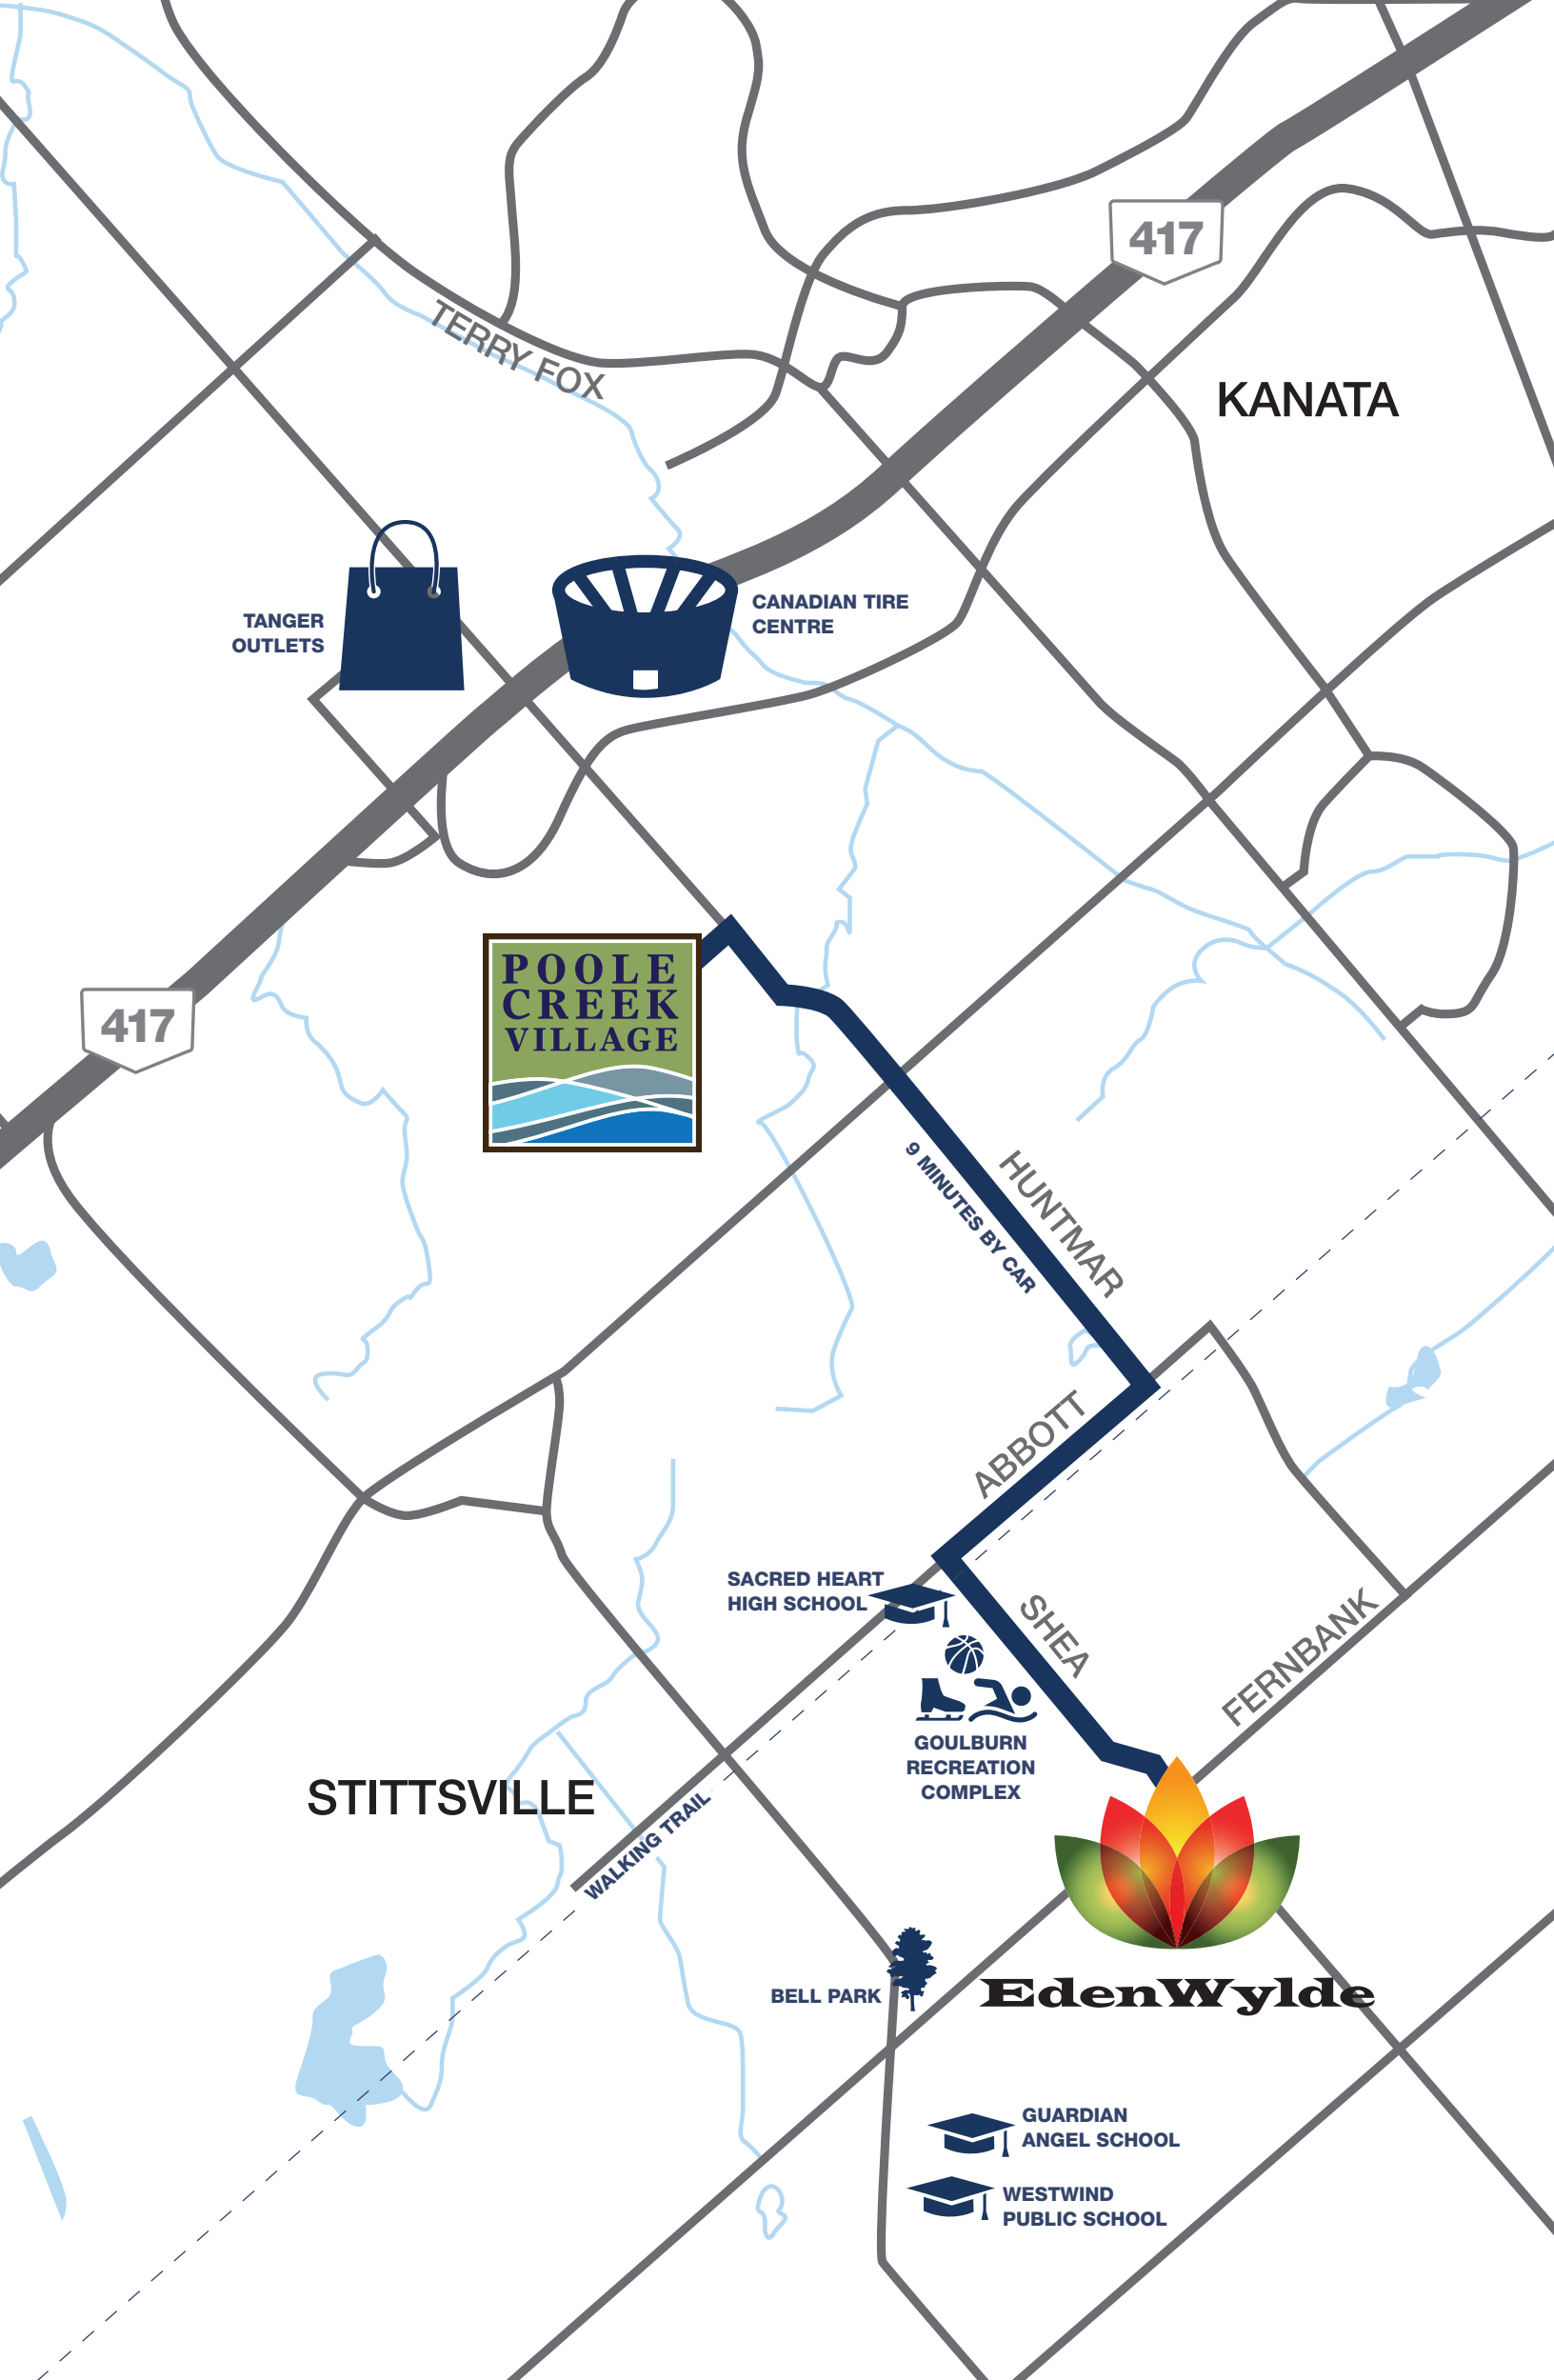 417
TERRY FOX
KANATA
TANGER
OUTLETS
CANADIAN TIRE
CENTRE
POOLE
CREEK
VILLAGE
417
HUNTMAR
9 MINUTES BY CAR
ABBOTT
SACRED HEART
HIGH SCHOOL
SHEA
FERNBANK
GOULBURN
RECREATION
COMPLEX
STITTSVILLE
WALKING TRAIL
BELL PARK
EdenWylde
GUARDIAN
ANGEL SCHOOL
WESTWIND
PUBLIC SCHOOL